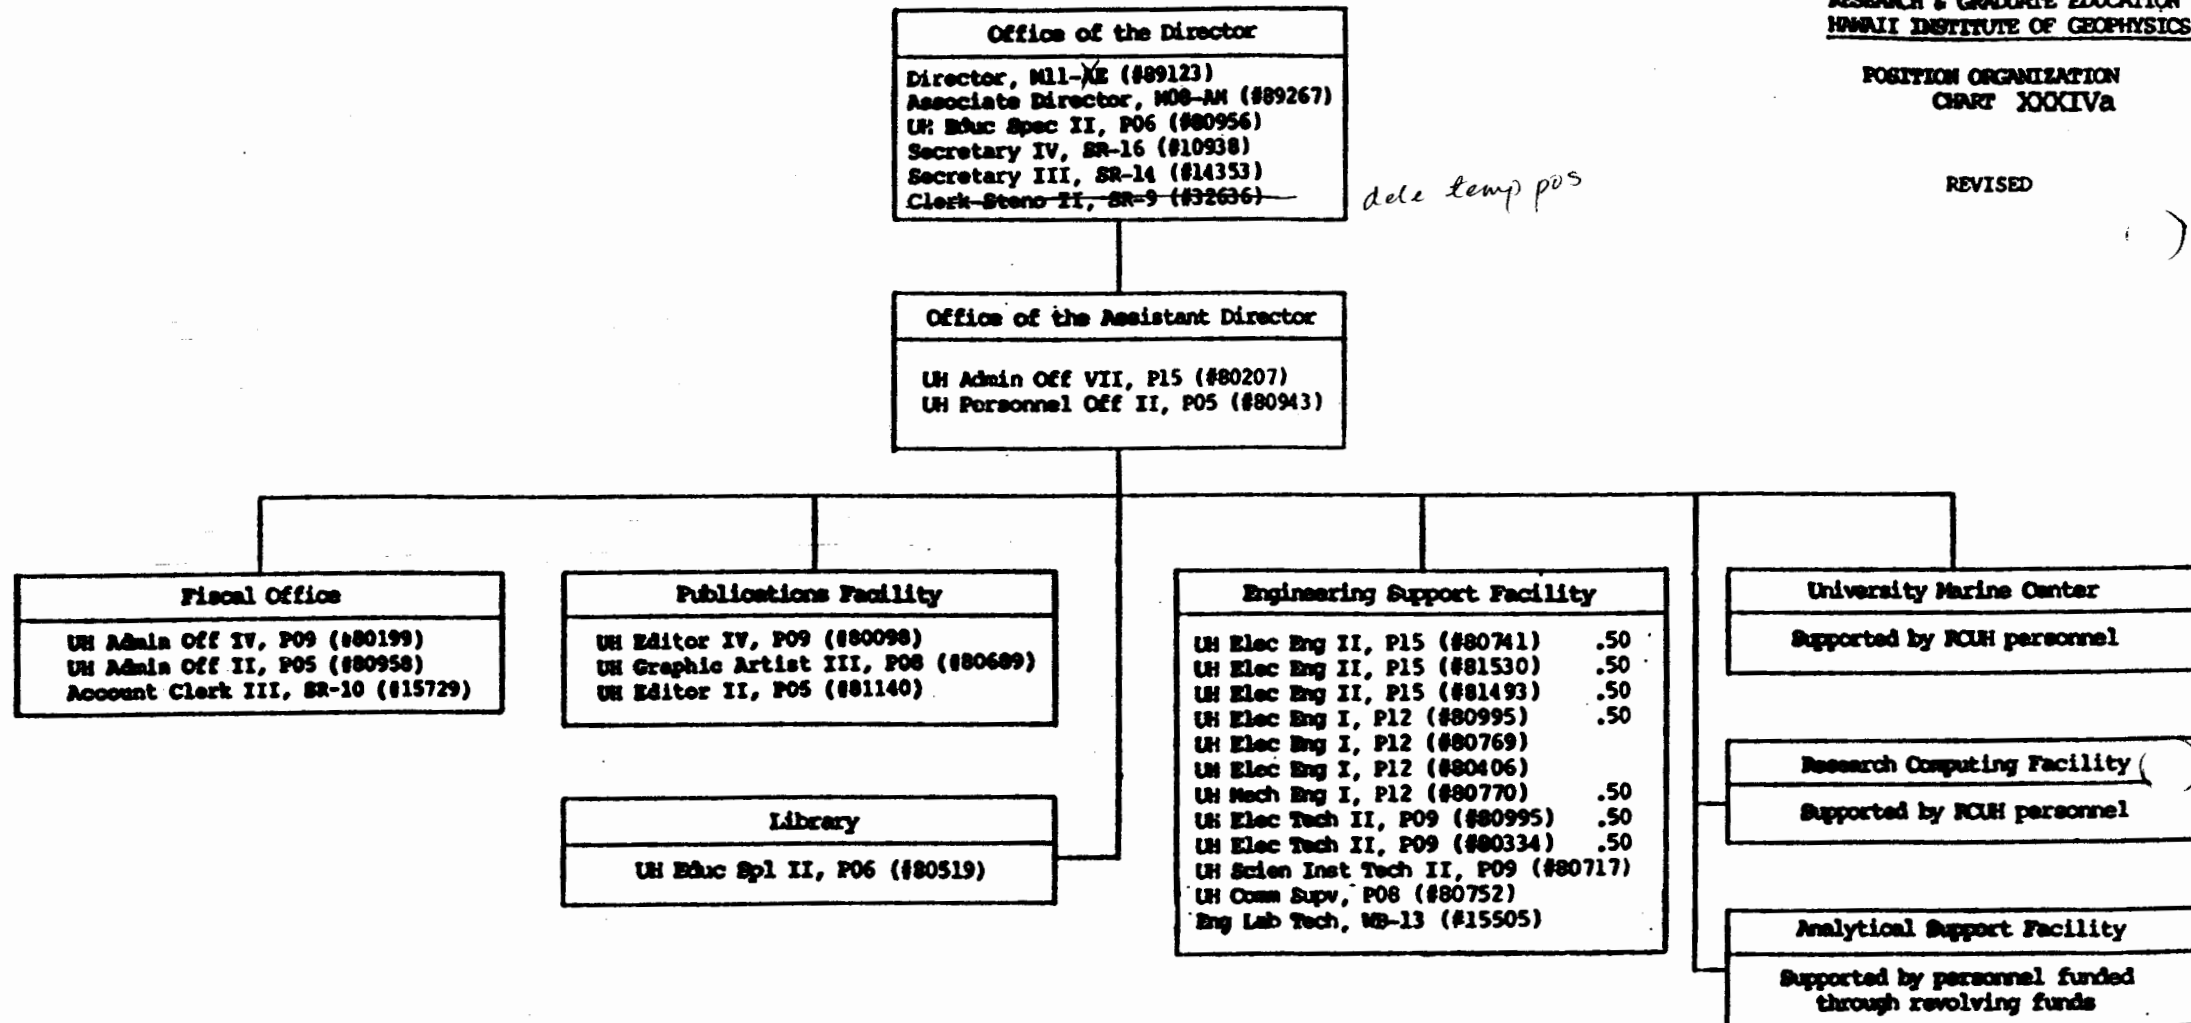 RESEARCH & GRADUATE EDUCATION
HAWAII INSTITUTE OF GEOPHYSICS
POSITION ORGANIZATION
CHART XXXIVa
REVISED
Office of the Director
Director, M11-XE (#89123)
Associate Director, M08-AM (#89267)
UH Educ Spec II, P06 (#80956)
Secretary IV, SR-16 (#10938)
Secretary III, SR-14 (#14353)
Clerk-Steno II, SR-9 (#32636)
dele temp pos
Office of the Assistant Director
UH Admin Off VII, P15 (#80207)
UH Personnel Off II, P05 (#80943)
Fiscal Office
UH Admin Off IV, P09 (#80199)
UH Admin Off II, P05 (#80958)
Account Clerk III, SR-10 (#15729)
Publications Facility
UH Editor IV, P09 (#80098)
UH Graphic Artist III, P08 (#80689)
UH Editor II, P05 (#81140)
Library
UH Educ Spl II, P06 (#80519)
Engineering Support Facility
UH Elec Eng II, P15 (#80741) .50
UH Elec Eng II, P15 (#81530) .50
UH Elec Eng II, P15 (#81493) .50
UH Elec Eng I, P12 (#80995) .50
UH Elec Eng I, P12 (#80769)
UH Elec Eng I, P12 (#80406)
UH Mech Eng I, P12 (#80770) .50
UH Elec Tech II, P09 (#80995) .50
UH Elec Tech II, P09 (#80334) .50
UH Scien Inst Tech II, P09 (#80717)
UH Comm Supv, P08 (#80752)
Eng Lab Tech, WB-13 (#15505)
University Marine Center
Supported by RCUH personnel
Research Computing Facility
Supported by RCUH personnel
Analytical Support Facility
Supported by personnel funded
through revolving funds